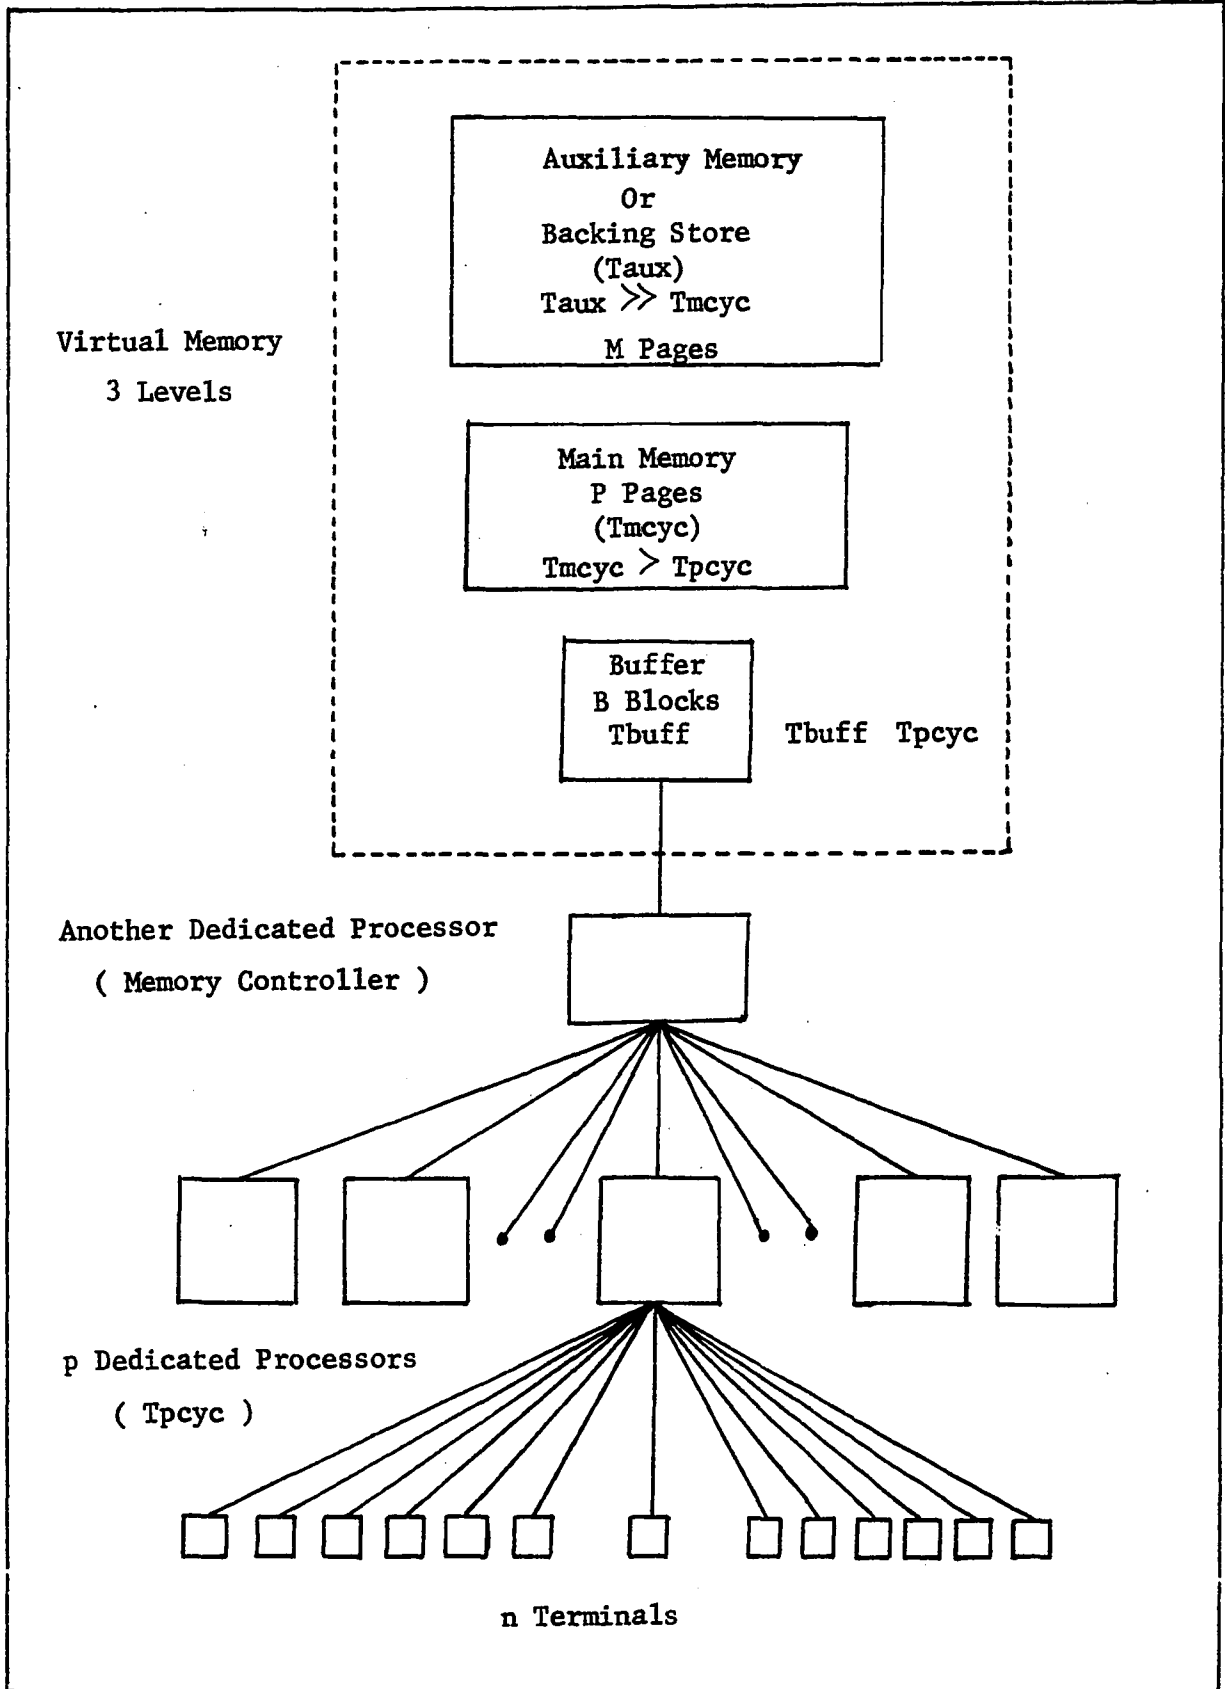 Auxiliary Memory
Or
Backing Store
(Taux)
Taux >> Tmcyc
M Pages
Virtual Memory
3 Levels
Main Memory
P Pages
(Tmcyc)
Tmcyc > Tpcyc
Buffer
B Blocks
Tbuff
Tbuff Tpcyc
Another Dedicated Processor
( Memory Controller )
p Dedicated Processors
( Tpcyc )
n Terminals